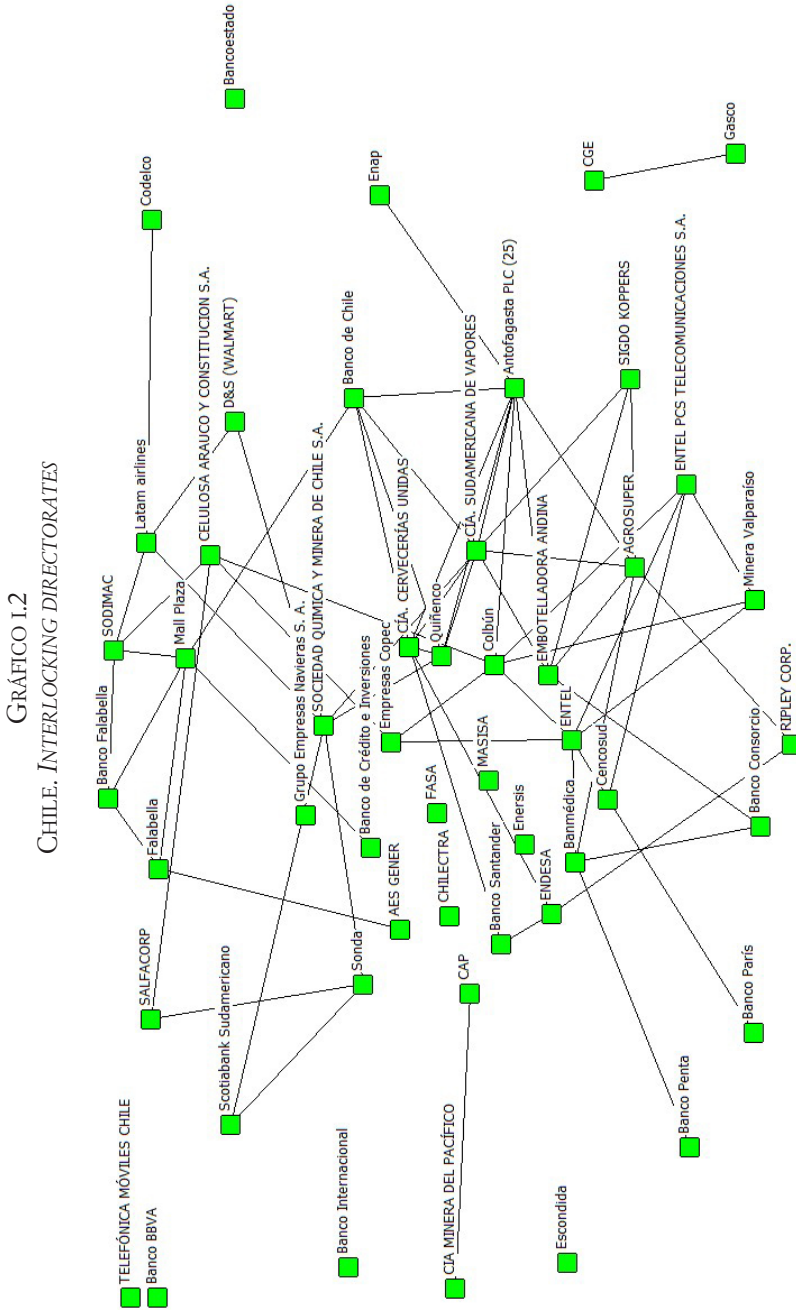 GRÁFICO 1.2
CHILE. INTERLOCKING DIRECTORATES
Bancoestado
Codelco
Enap
CGE
Gasco
Latam airlines
CELULOSA ARAUCO Y CONSTITUCION S.A.
D&S (WALMART)
Banco de Chile
Antofagasta PLC (25)
SIGDO KOPPERS
ENTEL PCS TELECOMUNICACIONES S.A.
SODIMAC
Mall Plaza
Grupo Empresas Navieras S. A.
SOCIEDAD QUIMICA Y MINERA DE CHILE S.A.
CÍA. CERVECERÍAS UNIDAS
CÍA. SUDAMERICANA DE VAPORES
Quiñenco
Colbún
EMBOTELLADORA ANDINA
AGROSUPER
Minera Valparaíso
Banco Falabella
Falabella
Banco de Crédito e Inversiones
Empresas Copec
FASA
MASISA
ENTEL
Cencosud
RIPLEY CORP.
AES GENER
CHILECTRA
Banco Santander
Enersis
ENDESA
Banmédica
Banco Consorcio
SALFACORP
Scotiabank Sudamericano
Sonda
CAP
Banco París
Banco Penta
TELEFÓNICA MÓVILES CHILE
Banco BBVA
Banco Internacional
CIA MINERA DEL PACÍFICO
Escondida